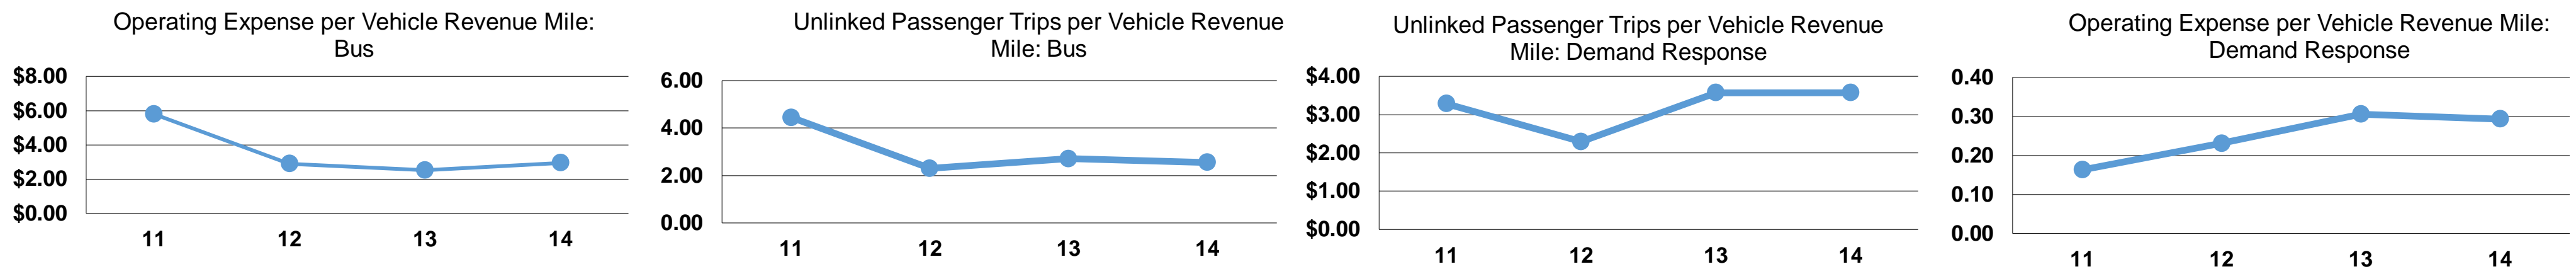 Operating Expense per Vehicle Revenue Mile:
Bus
$8.00
$6.00
$4.00
$2.00
$0.00
11 12 13 14
Unlinked Passenger Trips per Vehicle Revenue
Mile: Bus
6.00
4.00
2.00
0.00
11 12 13 14
Unlinked Passenger Trips per Vehicle Revenue
Mile: Demand Response
$4.00
$3.00
$2.00
$1.00
$0.00
11 12 13 14
Operating Expense per Vehicle Revenue Mile:
Demand Response
0.40
0.30
0.20
0.10
0.00
11 12 13 14